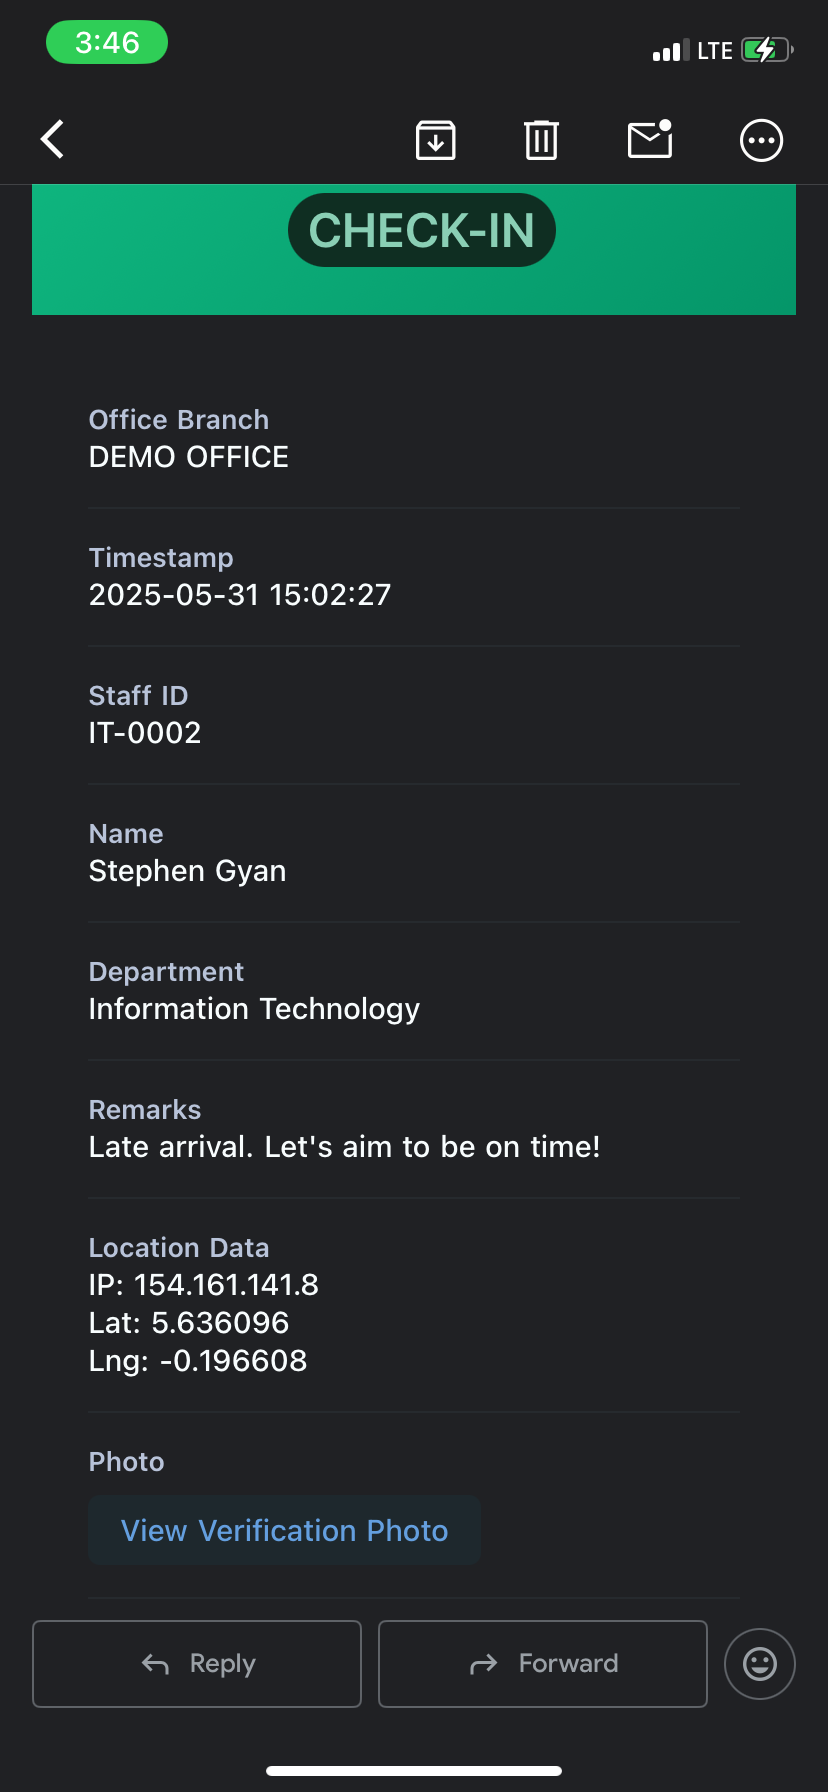 3:46
LTE
CHECK-IN
Office Branch
DEMO OFFICE
Timestamp
2025-05-31 15:02:27
Staff ID
IT-0002
Name
Stephen Gyan
Department
Information Technology
Remarks
Late arrival. Let's aim to be on time!
Location Data
IP: 154.161.141.8
Lat: 5.636096
Lng: -0.196608
Photo
View Verification Photo
Reply
Forward